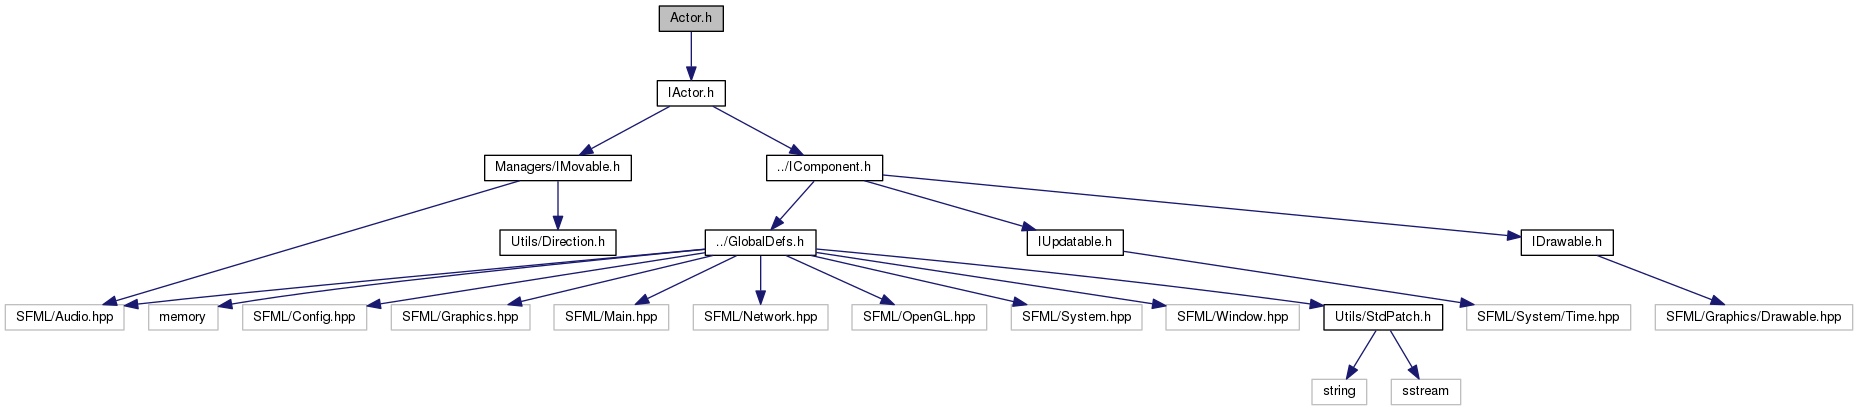 Actor.h
IActor.h
Managers/IMovable.h
../IComponent.h
Utils/Direction.h
../GlobalDefs.h
IUpdatable.h
IDrawable.h
SFML/Audio.hpp
memory
SFML/Config.hpp
SFML/Graphics.hpp
SFML/Main.hpp
SFML/Network.hpp
SFML/OpenGL.hpp
SFML/System.hpp
SFML/Window.hpp
Utils/StdPatch.h
SFML/System/Time.hpp
SFML/Graphics/Drawable.hpp
string
sstream